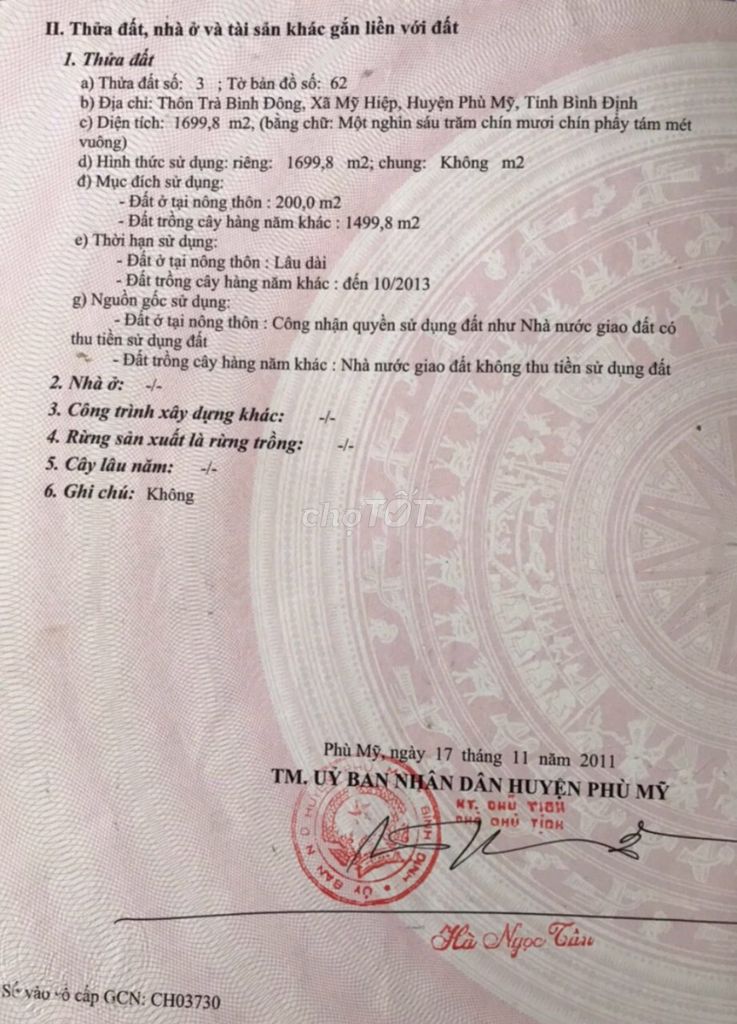 II. Thửa đất, nhà ở và tài sản khác gắn liền với đất
1. Thửa đất
a) Thửa đất số: 3 ; Tờ bản đồ số: 62
b) Địa chỉ: Thôn Trà Bình Đông, Xã Mỹ Hiệp, Huyện Phù Mỹ, Tỉnh Bình Định
c) Diện tích: 1699,8 m2, (bằng chữ: Một nghìn sáu trăm chín mươi chín phẩy tám mét
vuông)
d) Hình thức sử dụng: riêng: 1699,8 m2; chung: Không m2
đ) Mục đích sử dụng:
- Đất ở tại nông thôn : 200,0 m2
- Đất trồng cây hàng năm khác : 1499,8 m2
e) Thời hạn sử dụng:
- Đất ở tại nông thôn : Lâu dài
- Đất trồng cây hàng năm khác : đến 10/2013
g) Nguồn gốc sử dụng:
- Đất ở tại nông thôn : Công nhận quyền sử dụng đất như Nhà nước giao đất có
thu tiền sử dụng đất
- Đất trồng cây hàng năm khác : Nhà nước giao đất không thu tiền sử dụng đất
2. Nhà ở: -/-
3. Công trình xây dựng khác: -/-
4. Rừng sản xuất là rừng trồng: -/-
5. Cây lâu năm: -/-
6. Ghi chú: Không
chợTỐT
Phù Mỹ, ngày 17 tháng 11 năm 2011
TM. UỶ BAN NHÂN DÂN HUYỆN PHÙ MỸ
KT. CHỦ TỊCH
PHÓ CHỦ TỊCH
ỦY BAN N D BÌNH ĐỊNH
Hà Ngọc Tân
Số vào sổ cấp GCN: CH03730